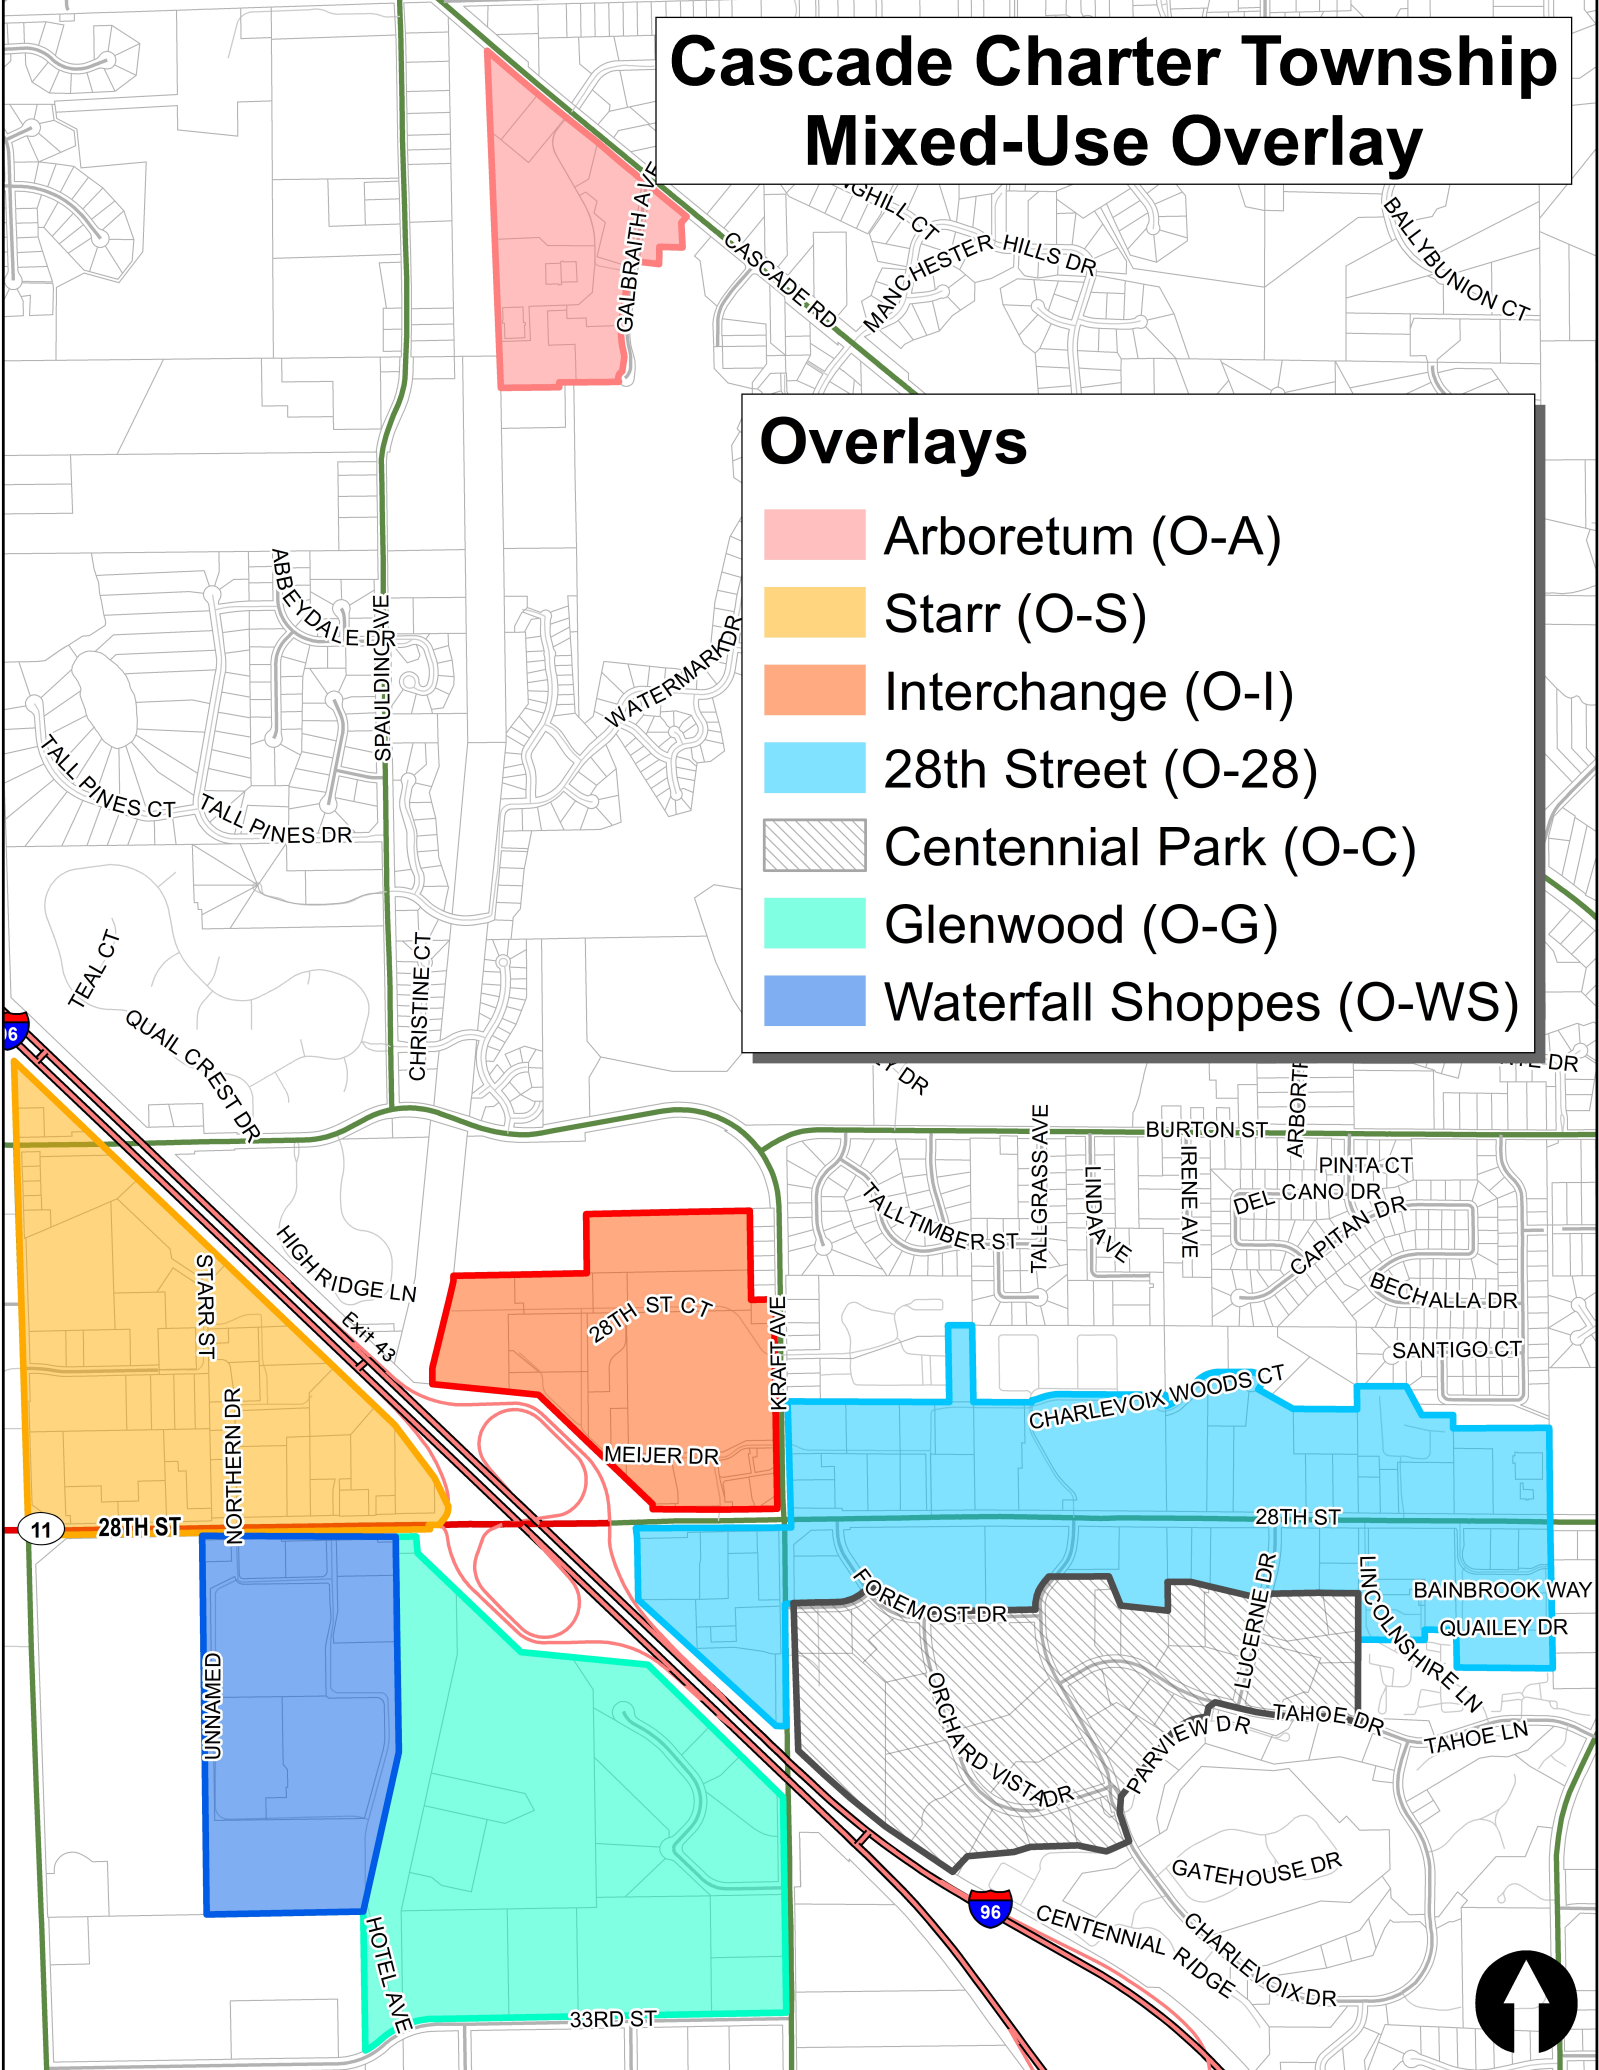 Cascade Charter Township
Mixed-Use Overlay
HILL CT
MANCHESTER HILLS DR
BALLYBUNION CT
GALBRAITH AVE
CASCADE RD
Overlays
Arboretum (O-A)
Starr (O-S)
Interchange (O-I)
28th Street (O-28)
Centennial Park (O-C)
Glenwood (O-G)
Waterfall Shoppes (O-WS)
ABBEYDALE DR
SPAULDING AVE
WATERMARK DR
TALL PINES CT
TALL PINES DR
TEAL CT
CHRISTINE CT
QUAIL CREST DR
DR
DR
BURTON ST
TALLGRASS AVE
LINDA AVE
IRENE AVE
PINTA CT
DEL CANO DR
CAPITAN DR
TALLTIMBER ST
BECHALLA DR
SANTIGO CT
HIGHRIDGE LN
STARR ST
Exit 43
28TH ST CT
KRAFT AVE
CHARLEVOIX WOODS CT
NORTHERN DR
MEIJER DR
11
28TH ST
28TH ST
FOREMOST DR
LUCERNE DR
LINCOLNSHIRE LN
BAINBROOK WAY
QUAILEY DR
UNNAMED
ORCHARD VISTA DR
PARVIEW DR
TAHOE DR
TAHOE LN
GATEHOUSE DR
96
CENTENNIAL RIDGE
CHARLEVOIX DR
HOTEL AVE
33RD ST